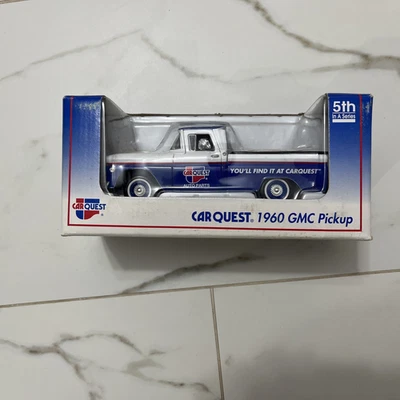 5th
In A Series
CARQUEST
AUTO PARTS
YOU'LL FIND IT AT CARQUEST
CARQUEST
CARQUEST® 1960 GMC Pickup